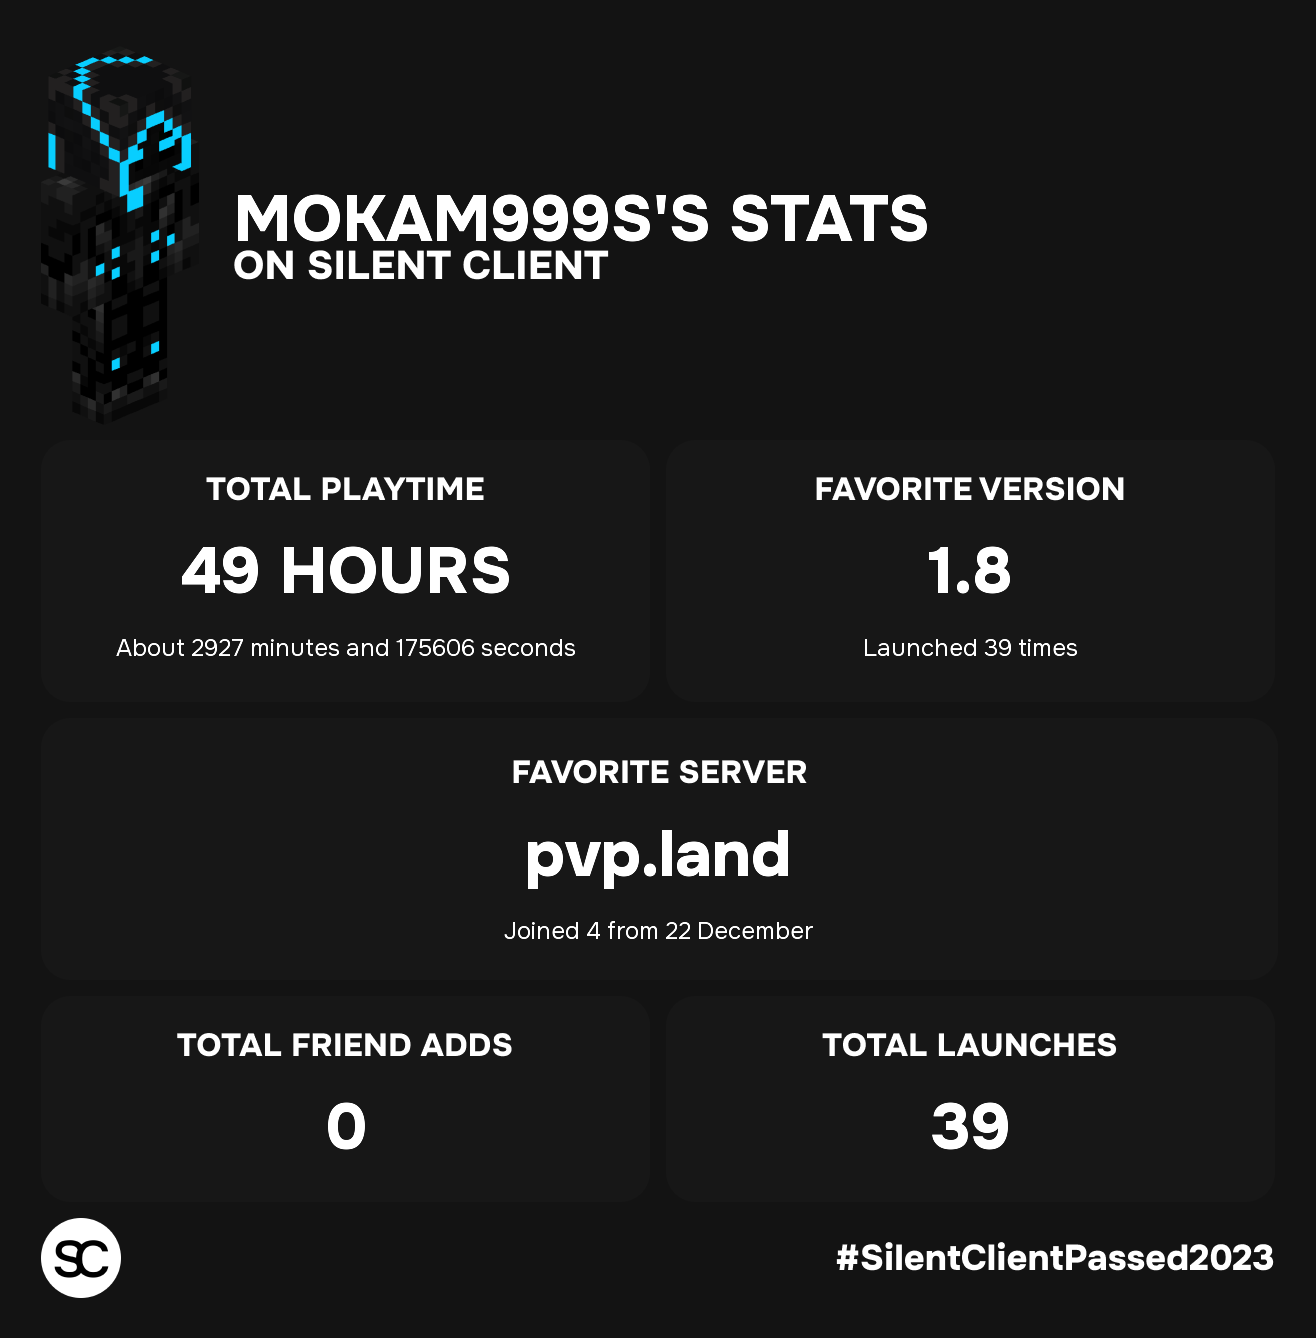 MOKAM999S'S STATS
ON SILENT CLIENT
TOTAL PLAYTIME
49 HOURS
About 2927 minutes and 175606 seconds
FAVORITE VERSION
1.8
Launched 39 times
FAVORITE SERVER
pvp.land
Joined 4 from 22 December
TOTAL FRIEND ADDS
0
TOTAL LAUNCHES
39
SC
#SilentClientPassed2023